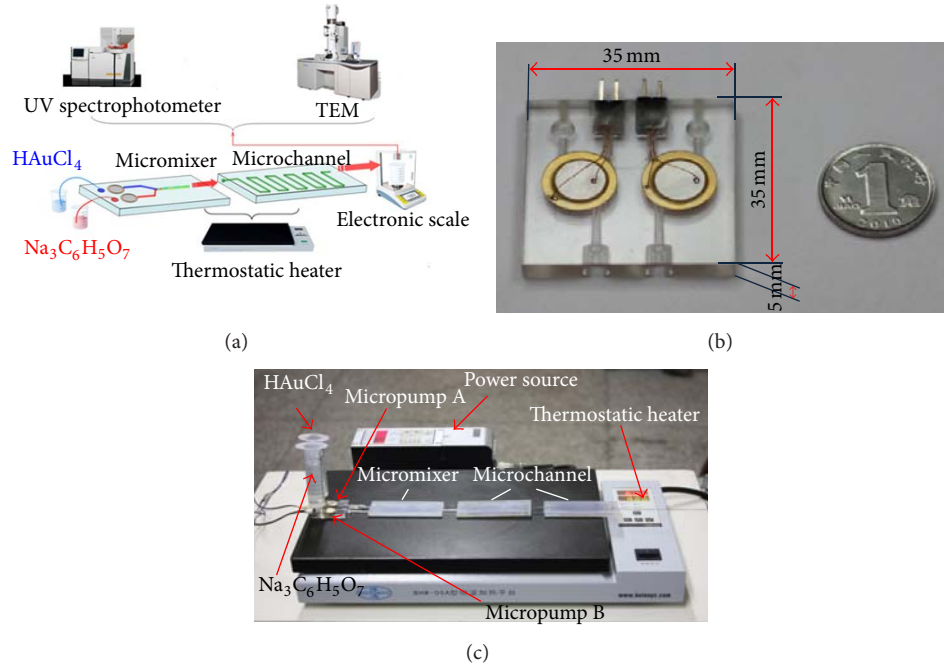 UV spectrophotometer
TEM
HAuCl4
Micromixer
Microchannel
Na3C6H5O7
Electronic scale
Thermostatic heater
(a)
35 mm
35 mm
5 mm
1
2010
(b)
HAuCl4
Micropump A
Power source
Thermostatic heater
Micromixer
Microchannel
Na3C6H5O7
Micropump B
(c)